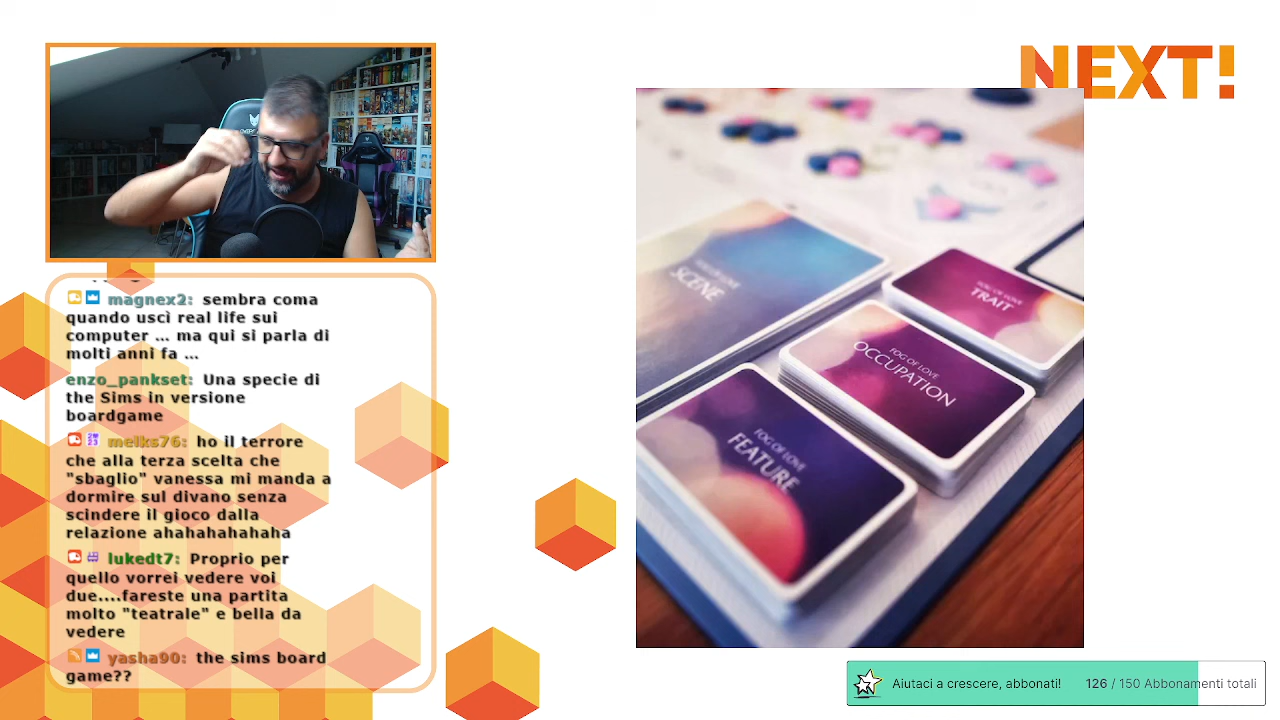 NEXT!
magnex2: sembra coma
quando uscì real life sui
computer ... ma qui si parla di
molti anni fa ...
enzo_pankset: Una specie di
the Sims in versione
boardgame
melks76: ho il terrore
che alla terza scelta che
"sbaglio" vanessa mi manda a
dormire sul divano senza
scindere il gioco dalla
relazione ahahahahahaha
lukedt7: Proprio per
quello vorrei vedere voi
due....fareste una partita
molto "teatrale" e bella da
vedere
yasha90: the sims board
game??
FOG OF LOVE
SCENE
FOG OF LOVE
TRAIT
FOG OF LOVE
OCCUPATION
FOG OF LOVE
FEATURE
Aiutaci a crescere, abbonati! 126 / 150 Abbonamenti totali